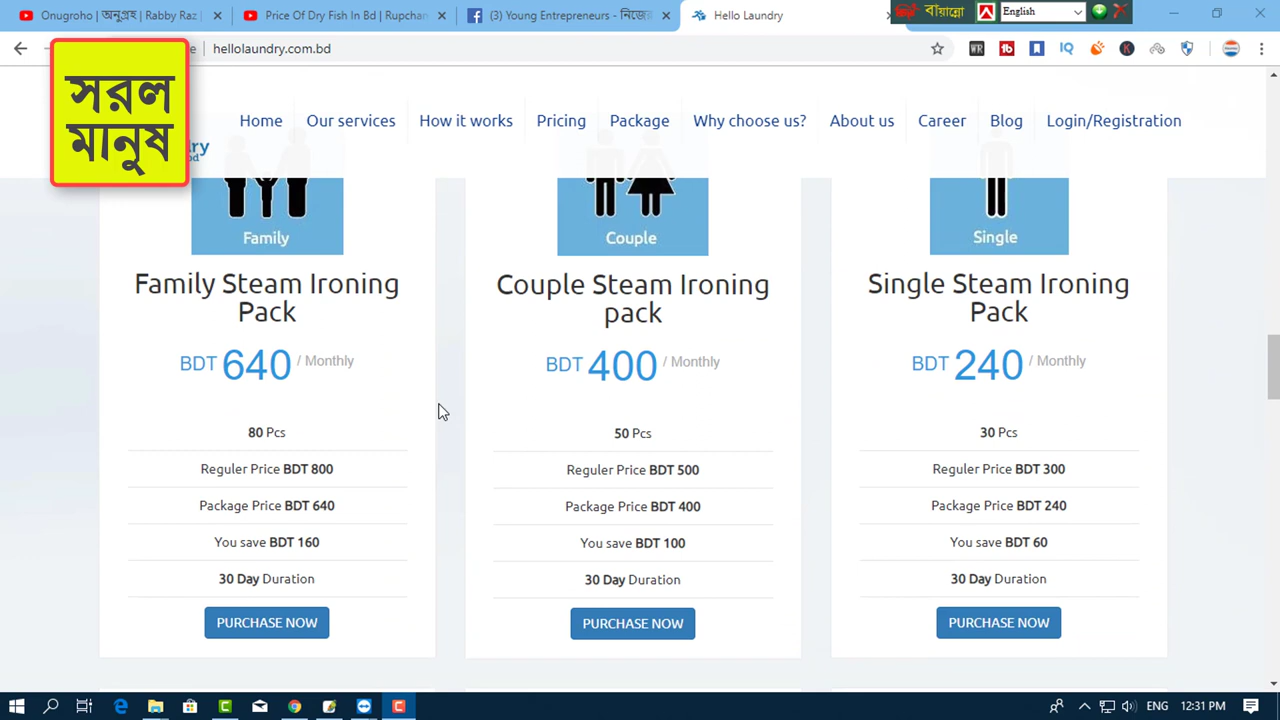 Onugroho | অনুগ্রহ | Rabby Raz
Pride Of Parish In Bd | Rupchan
(3) Young Entrepreneurs - নিজে
Hello Laundry
বায়ান্নো
English
hellolaundry.com.bd
সরল
মানুষ
Home
Our services
How it works
Pricing
Package
Why choose us?
About us
Career
Blog
Login/Registration
Family
Family Steam Ironing
Pack
BDT 640 / Monthly
80 Pcs
Reguler Price BDT 800
Package Price BDT 640
You save BDT 160
30 Day Duration
PURCHASE NOW
Couple
Couple Steam Ironing
pack
BDT 400 / Monthly
50 Pcs
Reguler Price BDT 500
Package Price BDT 400
You save BDT 100
30 Day Duration
PURCHASE NOW
Single
Single Steam Ironing
Pack
BDT 240 / Monthly
30 Pcs
Reguler Price BDT 300
Package Price BDT 240
You save BDT 60
30 Day Duration
PURCHASE NOW
ENG
12:31 PM